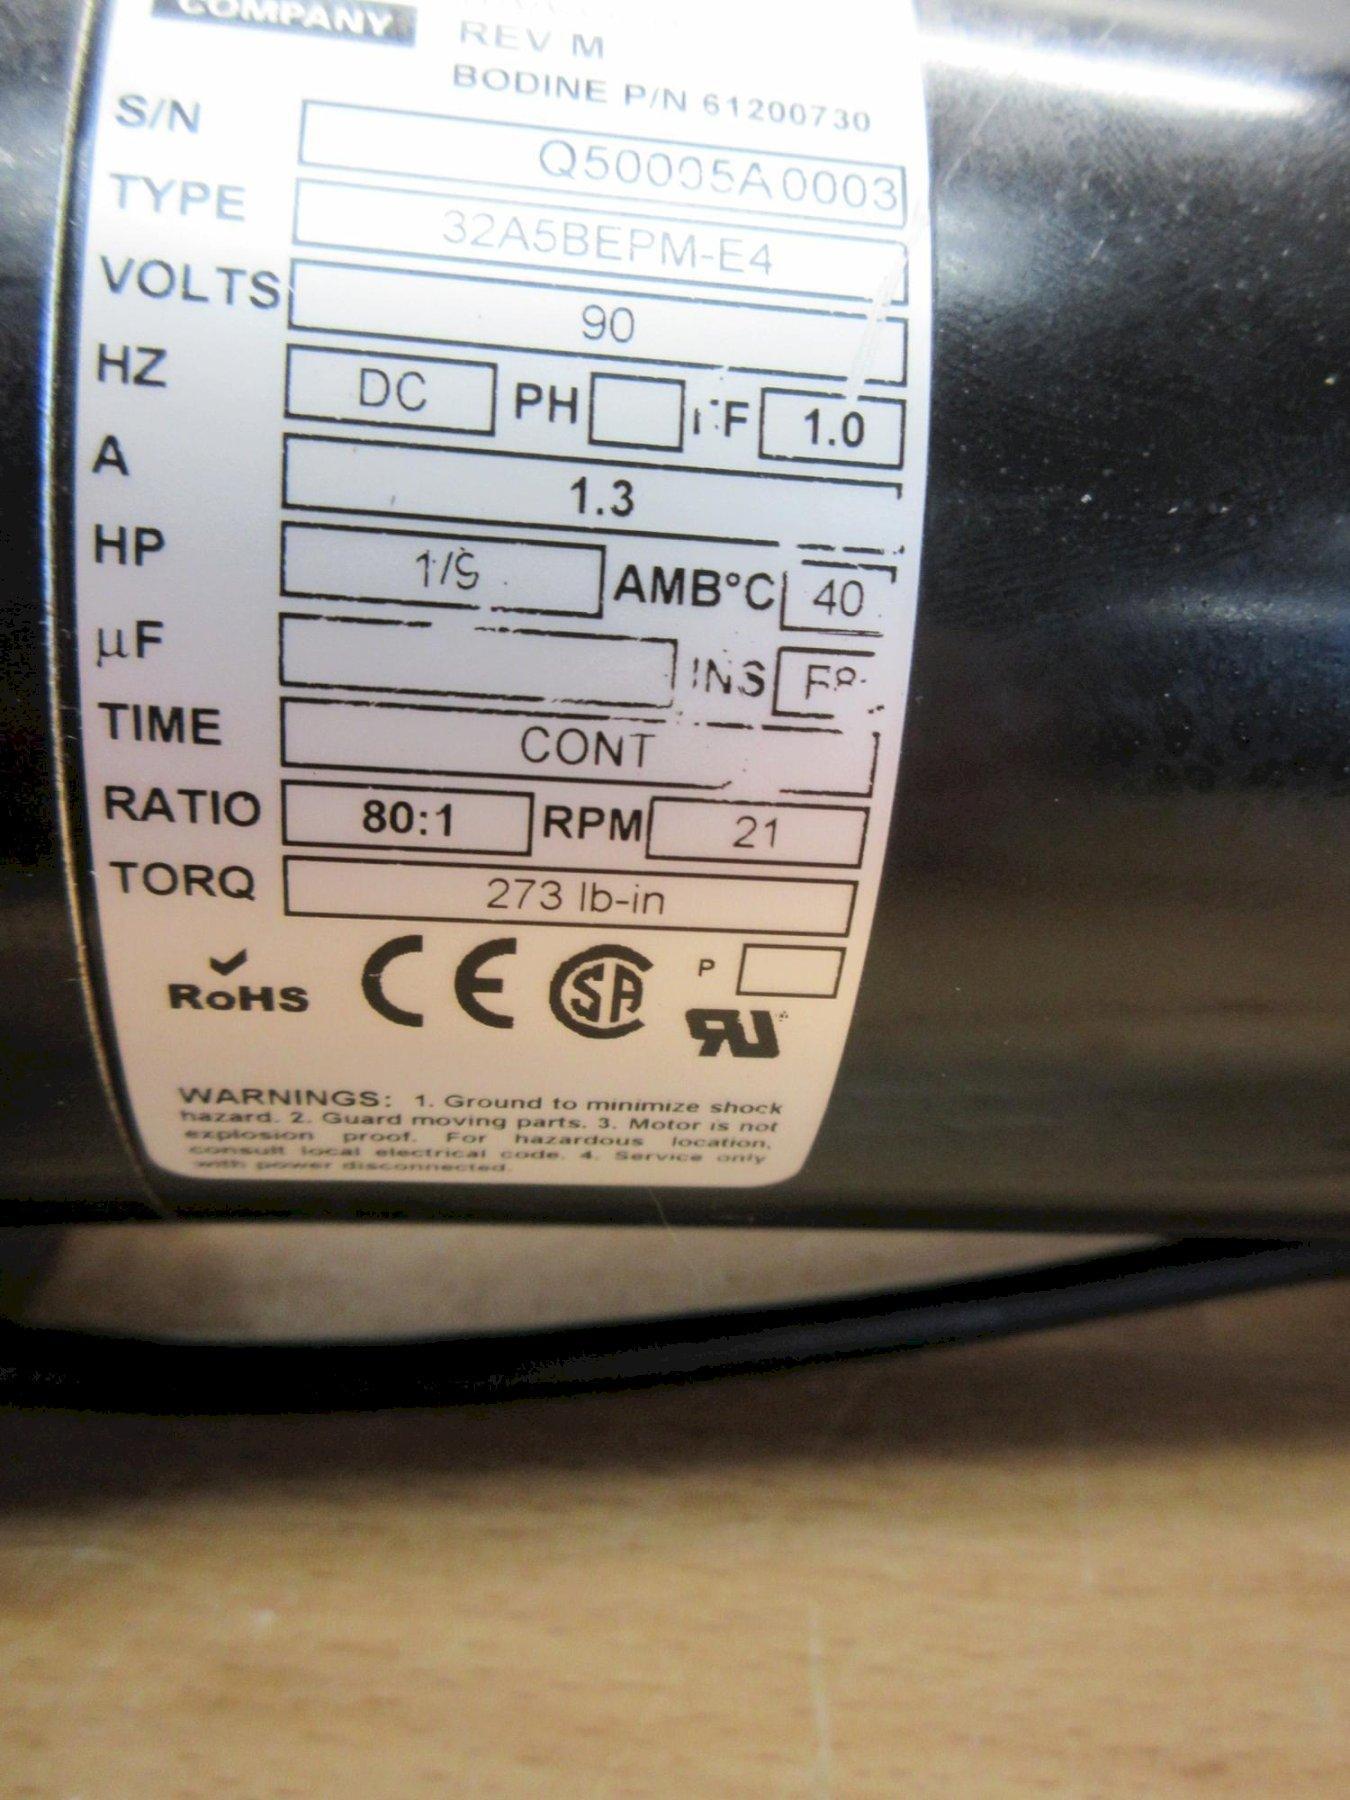 COMPANY
REV M
BODINE P/N 61200730
S/N Q50005A0003
TYPE 32A5BEPM-E4
VOLTS 90
HZ DC PH FF 1.0
A 1.3
HP AMB°C 40
µF INS
TIME CONT
RATIO 80:1 RPM 21
TORQ 273 lb-in
RoHS CE SA P
RU
WARNINGS: 1. Ground to minimize shock
hazard. 2. Guard moving parts. 3. Motor is not
explosion proof. For hazardous location,
consult local electrical code. 4. Service only
with power disconnected.